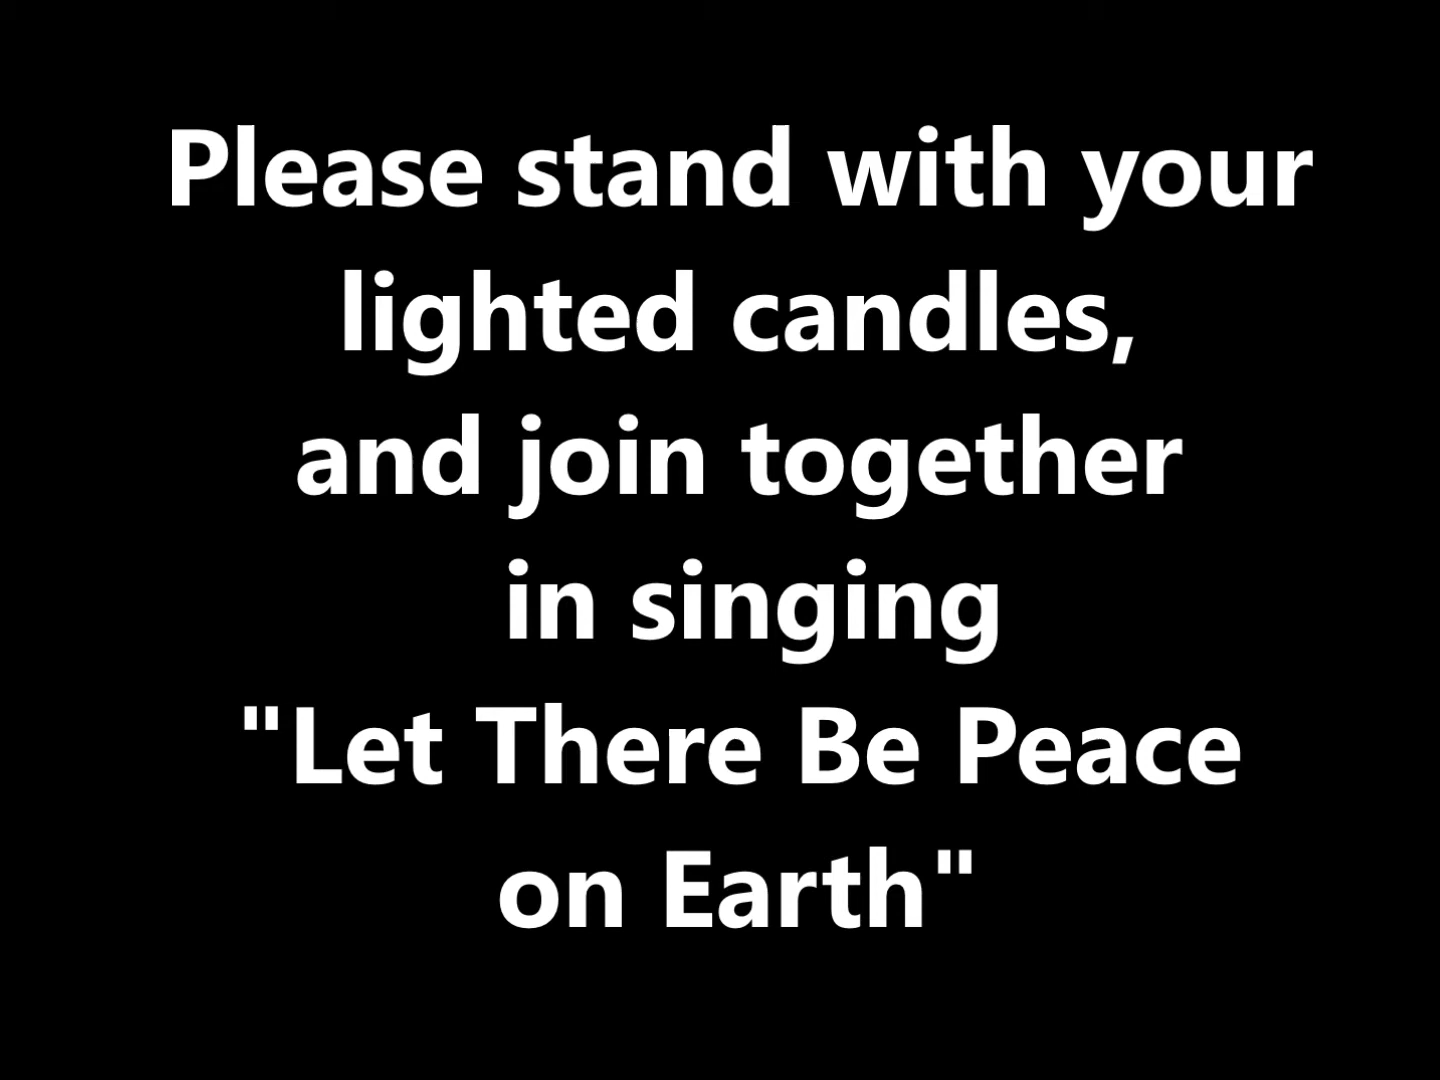 Please stand with your
lighted candles,
and join together
in singing
"Let There Be Peace
on Earth"